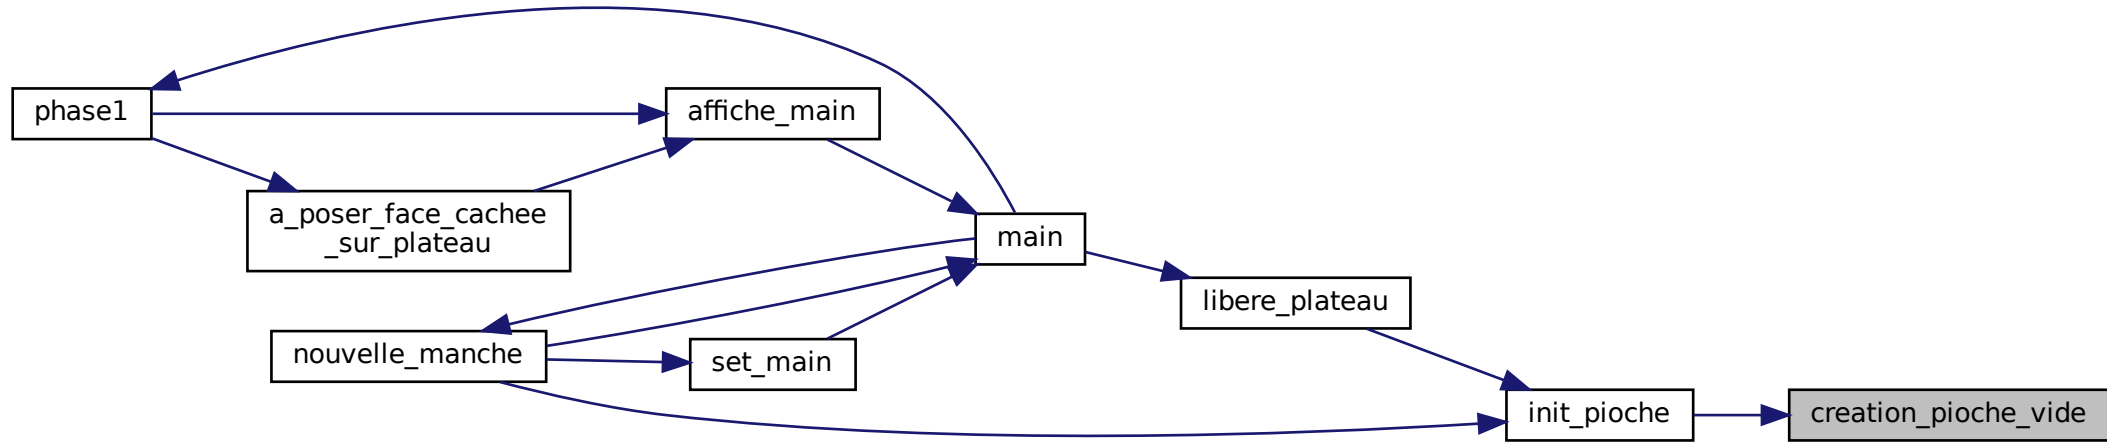 phase1
affiche_main
a_poser_face_cachee
_sur_plateau
main
libere_plateau
nouvelle_manche
set_main
init_pioche
creation_pioche_vide